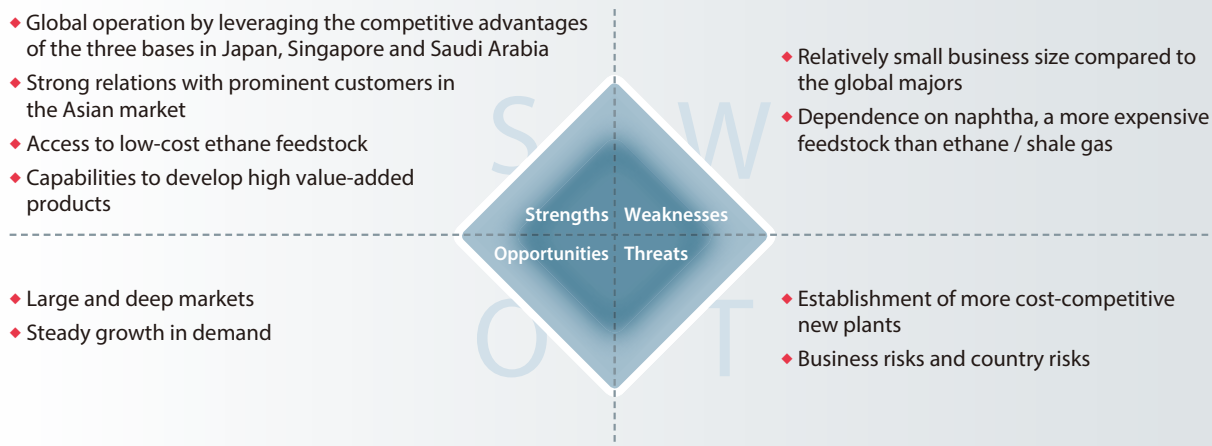 ◆ Global operation by leveraging the competitive advantages
of the three bases in Japan, Singapore and Saudi Arabia
◆ Strong relations with prominent customers in
the Asian market
◆ Access to low-cost ethane feedstock
◆ Capabilities to develop high value-added
products
◆ Relatively small business size compared to
the global majors
◆ Dependence on naphtha, a more expensive
feedstock than ethane / shale gas
S W
Strengths Weaknesses
Opportunities Threats
O T
◆ Large and deep markets
◆ Steady growth in demand
◆ Establishment of more cost-competitive
new plants
◆ Business risks and country risks